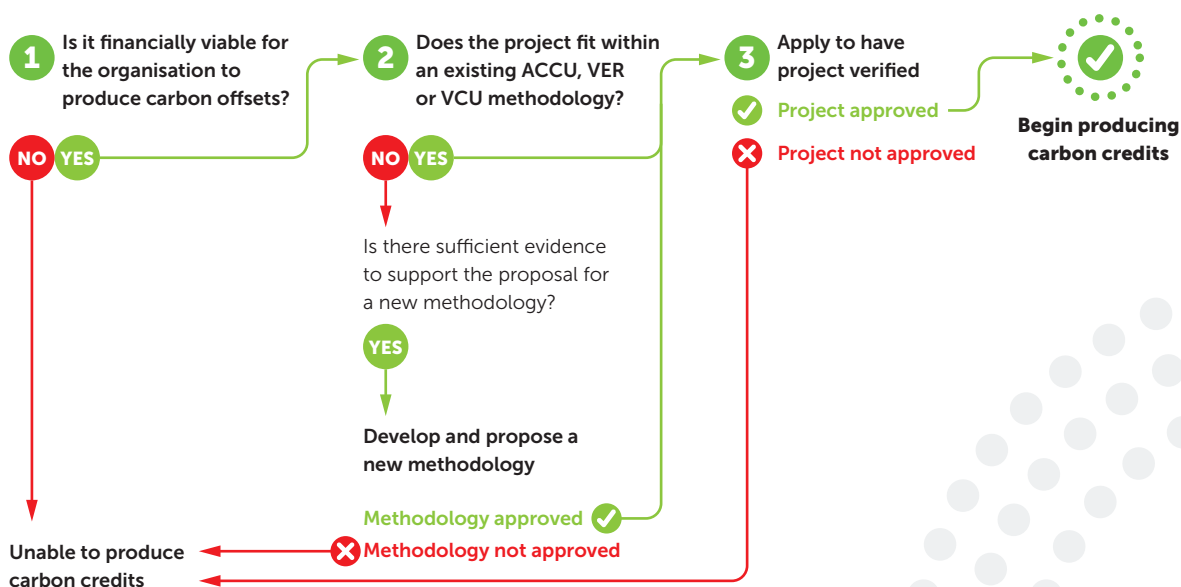 1
Is it financially viable for
the organisation to
produce carbon offsets?
NO YES
2
Does the project fit within
an existing ACCU, VER
or VCU methodology?
NO YES
Is there sufficient evidence
to support the proposal for
a new methodology?
YES
Develop and propose a
new methodology
Methodology approved
Methodology not approved
3
Apply to have
project verified
Project approved
Project not approved
Begin producing
carbon credits
Unable to produce
carbon credits